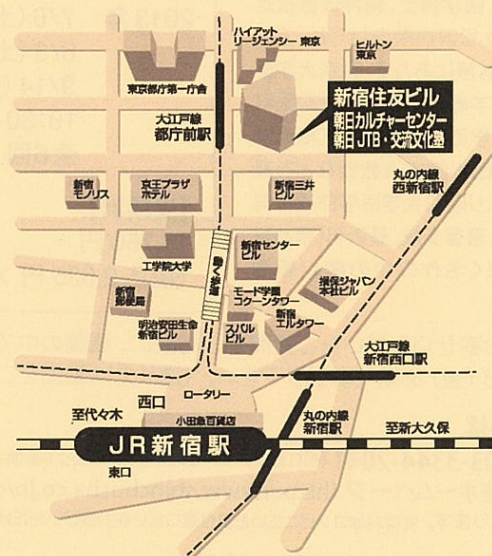 ハイアット
リージェンシー 東京
ヒルトン
東京
東京都庁第一庁舎
大江戸線
都庁前駅
新宿住友ビル
朝日カルチャーセンター
朝日JTB・交流文化塾
丸の内線
西新宿駅
新宿
モノリス
京王プラザ
ホテル
新宿三井
ビル
工学院大学
動く歩道
新宿センター
ビル
新宿
郵便局
モード学園
コクーンタワー
損保ジャパン
本社ビル
明治安田生命
新宿ビル
スバル
ビル
新宿
エルタワー
大江戸線
新宿西口駅
ロータリー
西口
至代々木
小田急百貨店
丸の内線
新宿駅
至新大久保
JR新宿駅
東口